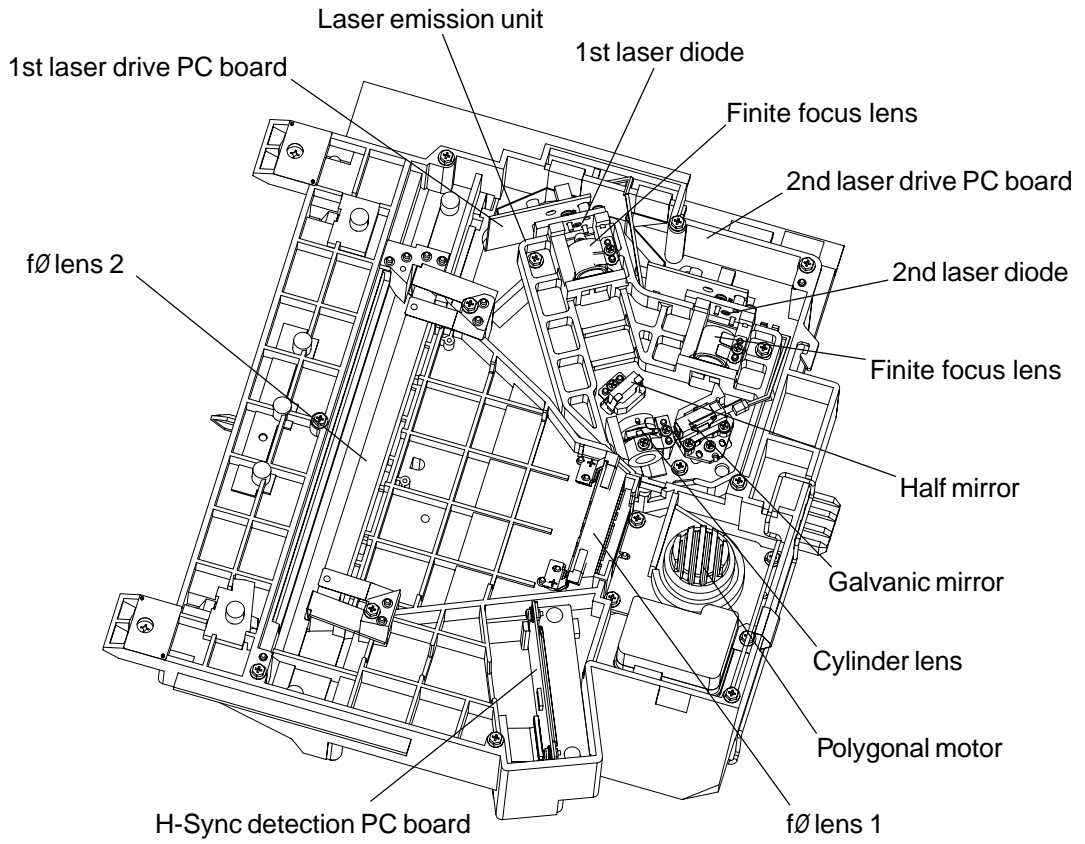 Laser emission unit
1st laser diode
1st laser drive PC board
Finite focus lens
2nd laser drive PC board
fØ lens 2
2nd laser diode
Finite focus lens
Half mirror
Galvanic mirror
Cylinder lens
Polygonal motor
H-Sync detection PC board
fØ lens 1